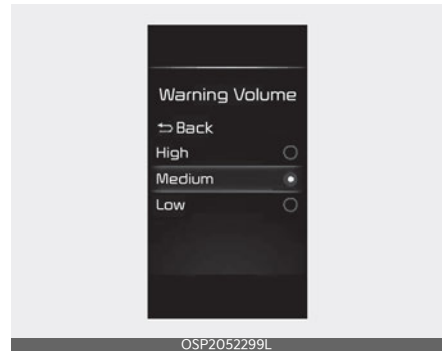 Warning Volume
Back
High
Medium
Low
OSP2052299L